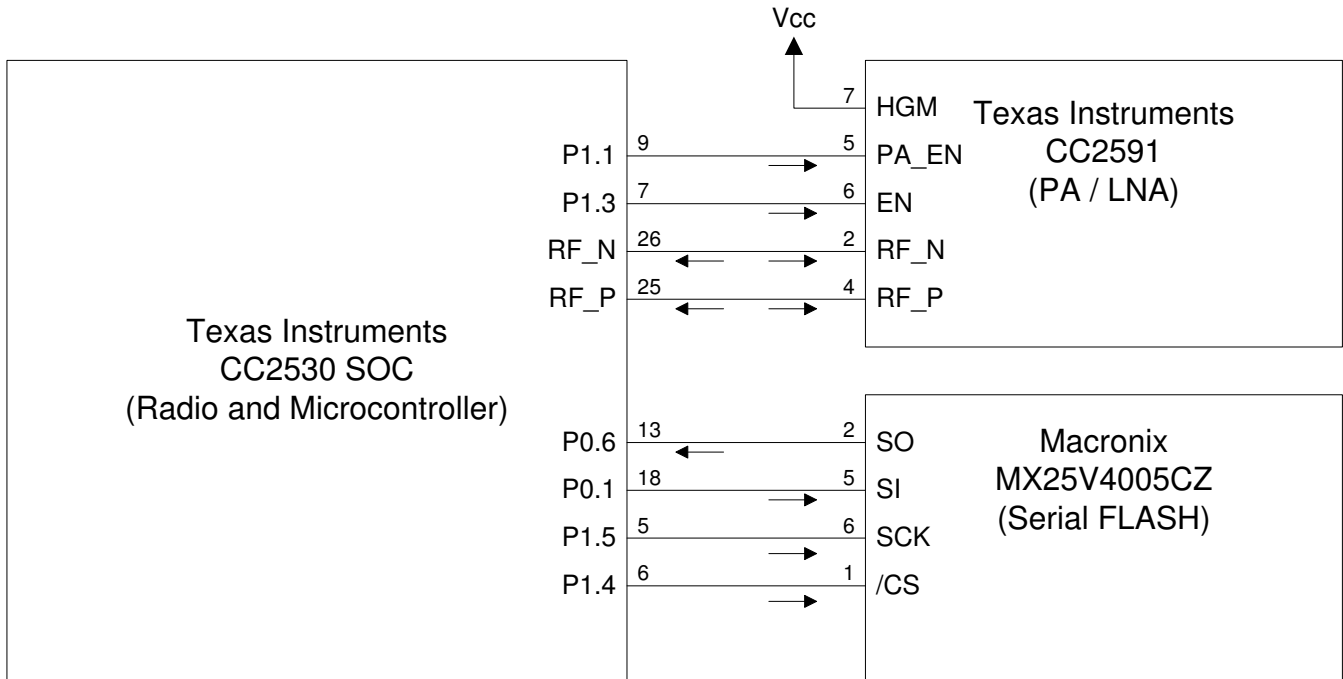 Vcc
7 HGM
Texas Instruments
CC2591
(PA / LNA)
P1.1 9 5 PA_EN
P1.3 7 6 EN
RF_N 26 2 RF_N
RF_P 25 4 RF_P
Texas Instruments
CC2530 SOC
(Radio and Microcontroller)
P0.6 13 2 SO
P0.1 18 5 SI
P1.5 5 6 SCK
P1.4 6 1 /CS
Macronix
MX25V4005CZ
(Serial FLASH)